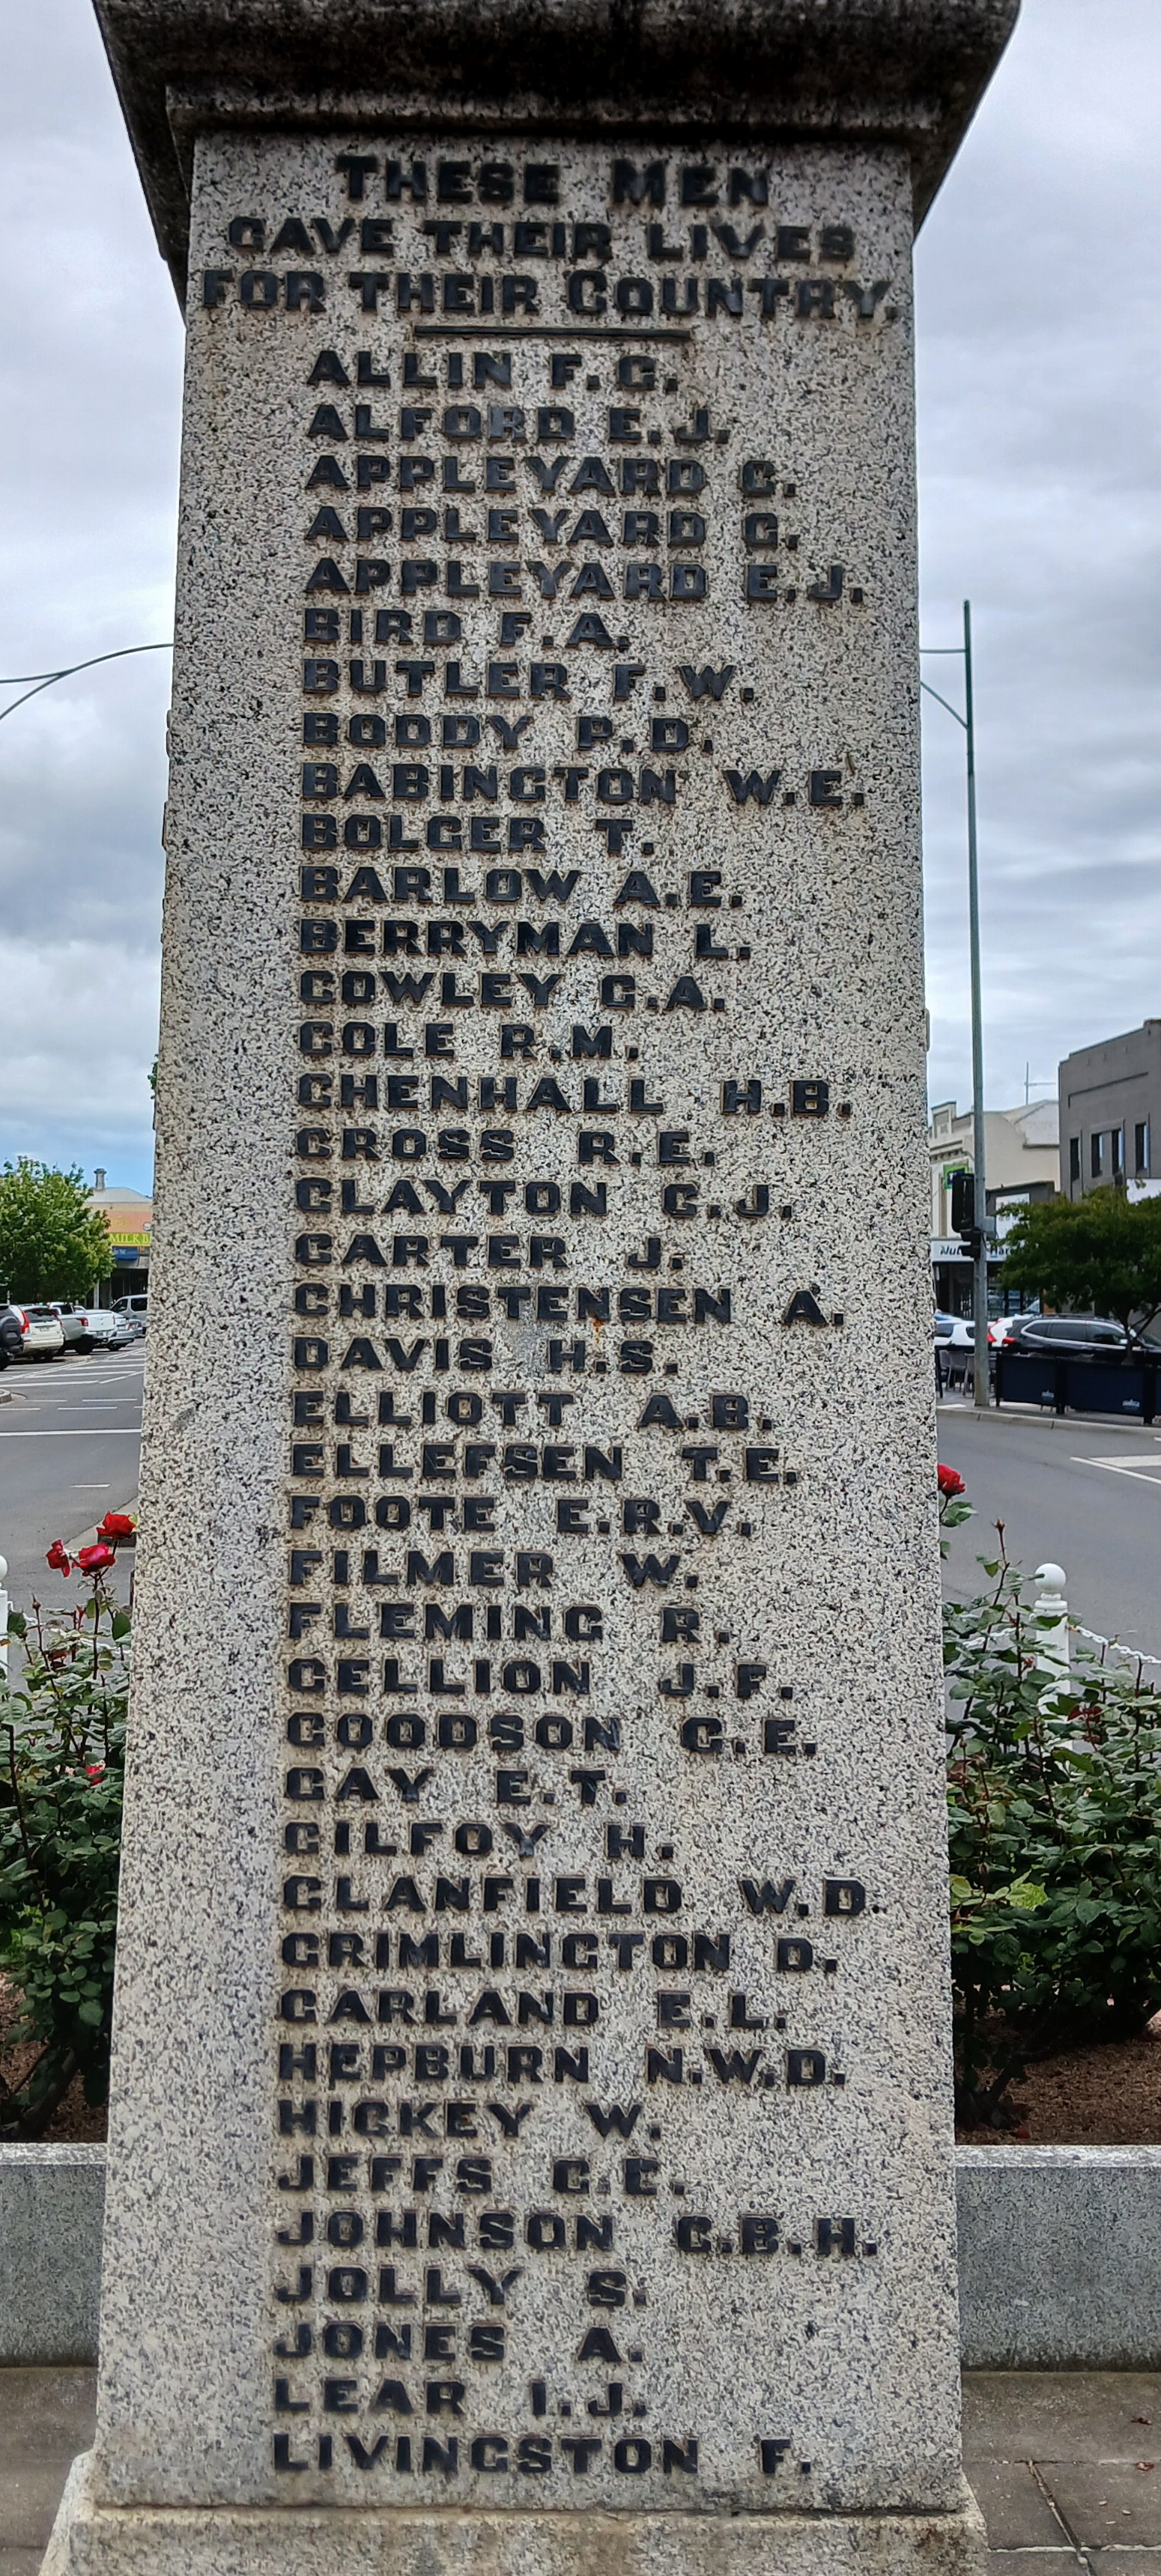 THESE MEN
GAVE THEIR LIVES
FOR THEIR COUNTRY.
ALLIN F.G.
ALFORD E.J.
APPLEYARD C.
APPLEYARD G.
APPLEYARD E.J.
BIRD F.A.
BUTLER F.W.
BOODY P.D.
BABINGTON W.E.
BOLGER T.
BARLOW A.E.
BERRYMAN L.
COWLEY C.A.
COLE R.M.
CHENHALL H.B.
CROSS R.E.
CLAYTON C.J.
CARTER J.
CHRISTENSEN A.
DAVIS H.S.
ELLIOTT A.B.
ELLEFSEN T.E.
FOOTE E.R.V.
FILMER W.
FLEMING R.
GELLION J.F.
GOODSON G.E.
GAY E.T.
GILFOY H.
GLANFIELD W.D.
GRIMLINGTON D.
GARLAND E.L.
HEPBURN N.W.D.
HICKEY W.
JEFFS C.E.
JOHNSON C.B.H.
JOLLY S.
JONES A.
LEAR I.J.
LIVINGSTON F.
MILK